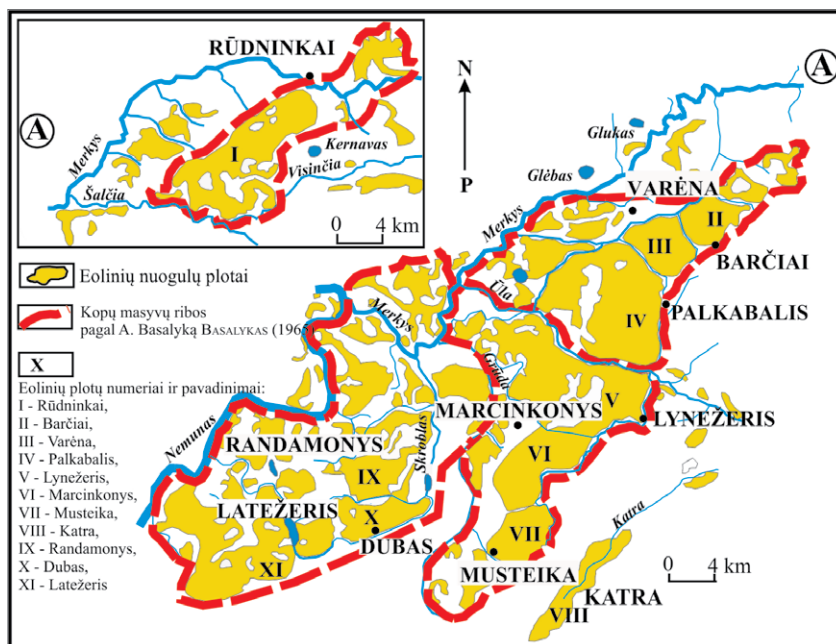 RŪDNINKAI
A
I
Merkys
Kernavas
Visinčia
Šalčia
0 4 km
N
P
A
Glukas
Glėbas
VARĖNA
Merkys
II
III
BARČIAI
Ūla
IV
PALKABALIS
Eolinių nuogulų plotai
Kopų masyvų ribos
pagal A. Basalyką BASALYKAS (1965)
X
Eolinių plotų numeriai ir pavadinimai:
I - Rūdninkai,
II - Barčiai,
III - Varėna,
IV - Palkabalis,
V - Lynežeris,
VI - Marcinkonys,
VII - Musteika,
VIII - Katra,
IX - Randamonys,
X - Dubas,
XI - Latežeris
Merkys
Grūda
V
MARCINKONYS
LYNEŽERIS
Nemunas
RANDAMONYS
Skroblas
VI
IX
LATEŽERIS
X
DUBAS
XI
VII
MUSTEIKA
Katra
KATRA
VIII
0 4 km